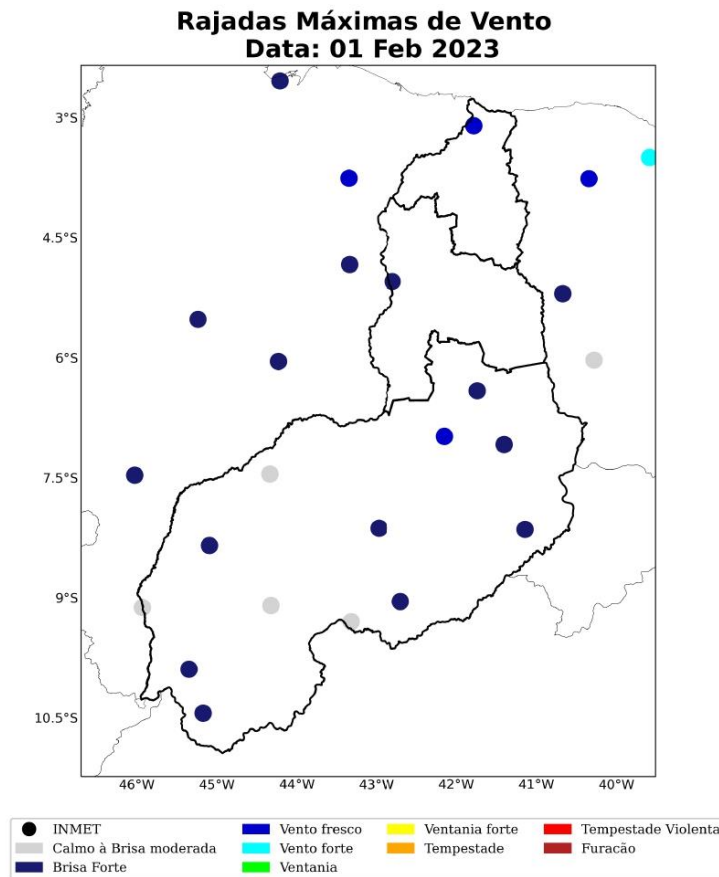 Rajadas Máximas de Vento
Data: 01 Feb 2023
3°S
4.5°S
6°S
7.5°S
9°S
10.5°S
46°W 45°W 44°W 43°W 42°W 41°W 40°W
INMET Vento fresco Ventania forte Tempestade Violenta
Calmo à Brisa moderada Vento forte Tempestade Furacão
Brisa Forte Ventania